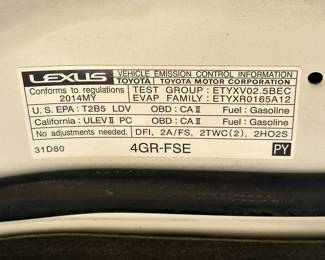 LEXUS VEHICLE EMISSION CONTROL INFORMATION
TOYOTA TOYOTA MOTOR CORPORATION
Conforms to regulations TEST GROUP : ETYXV02.5BEC
2014MY EVAP FAMILY : ETYXR0165A12
U.S. EPA : T2B5 LDV OBD : CA II Fuel : Gasoline
California : ULEV II PC OBD : CA II Fuel : Gasoline
No adjustments needed. DFI, 2A/FS, 2TWC(2), 2HO2S
31D80 4GR-FSE PY